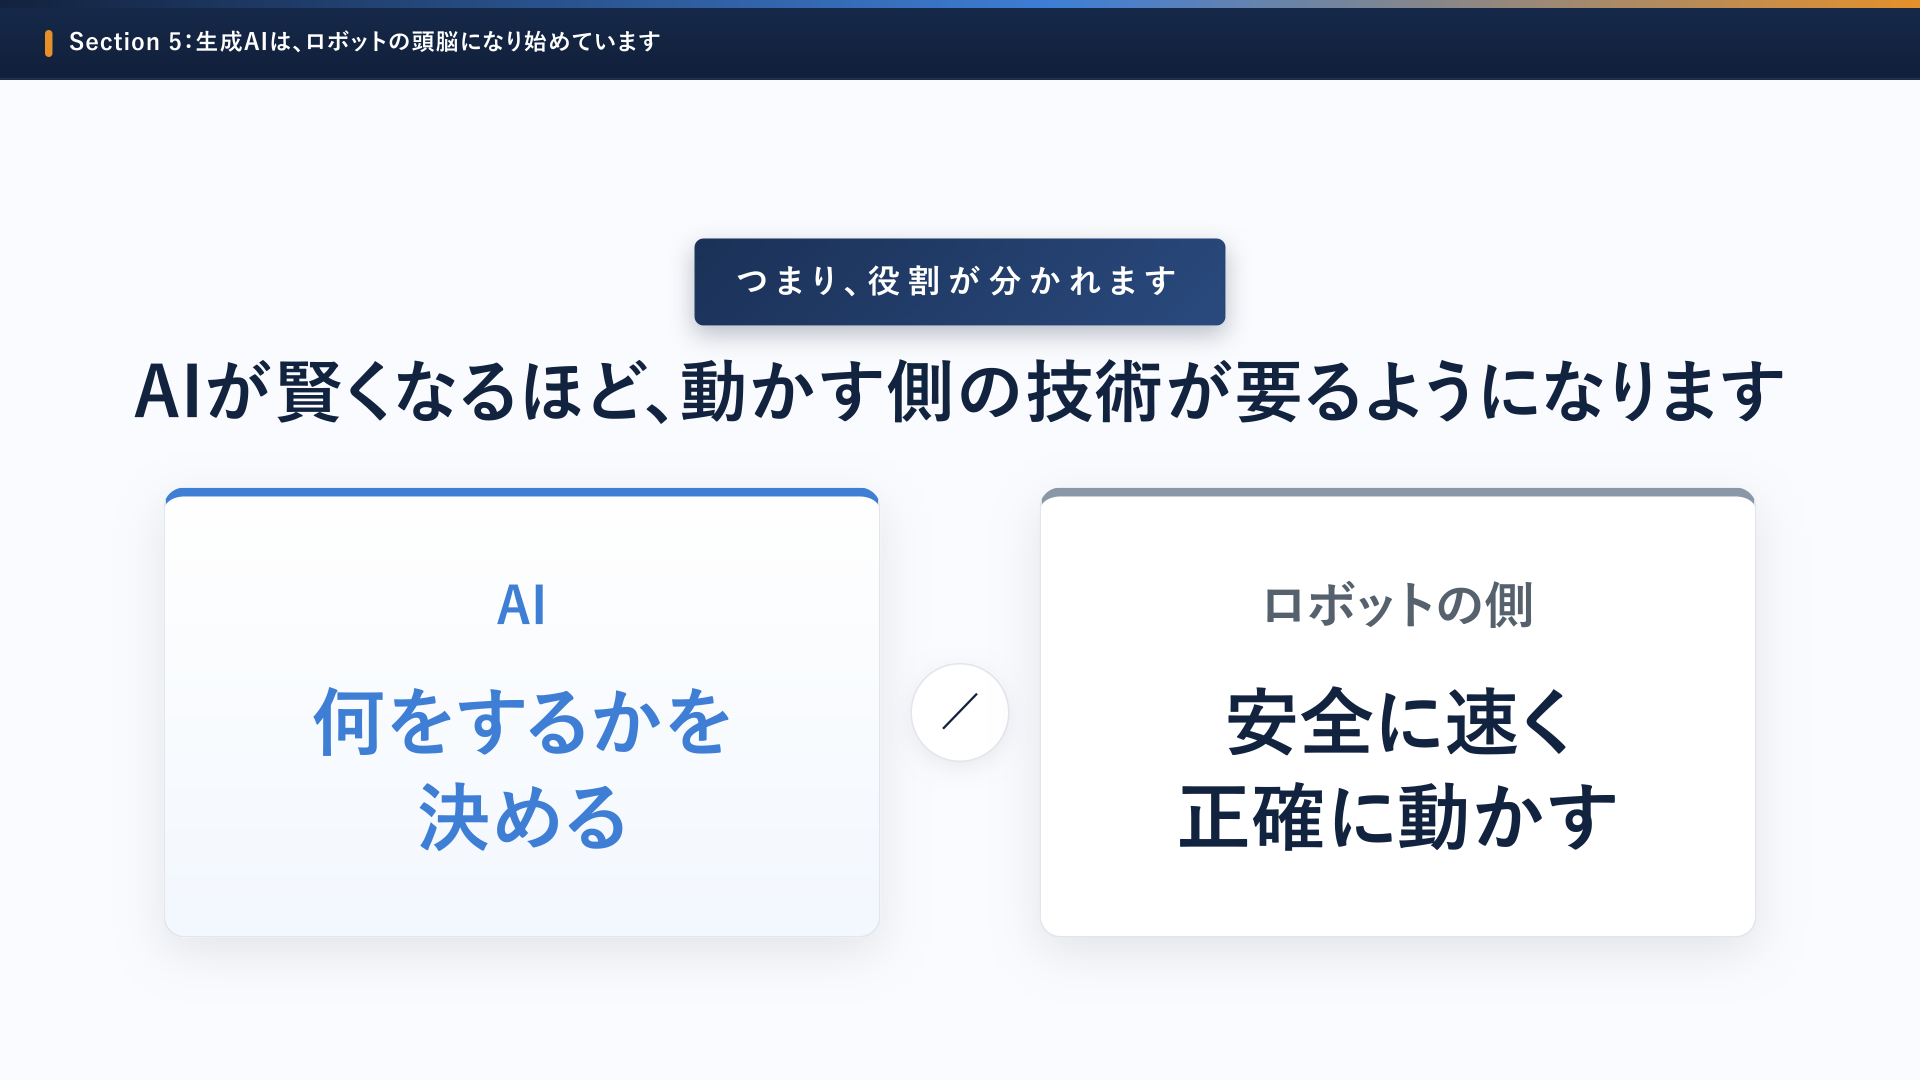 Section 5：生成AIは、ロボットの頭脳になり始めています
つまり、役割が分かれます
AIが賢くなるほど、動かす側の技術が要るようになります
AI
何をするかを
決める
／
ロボットの側
安全に速く
正確に動かす